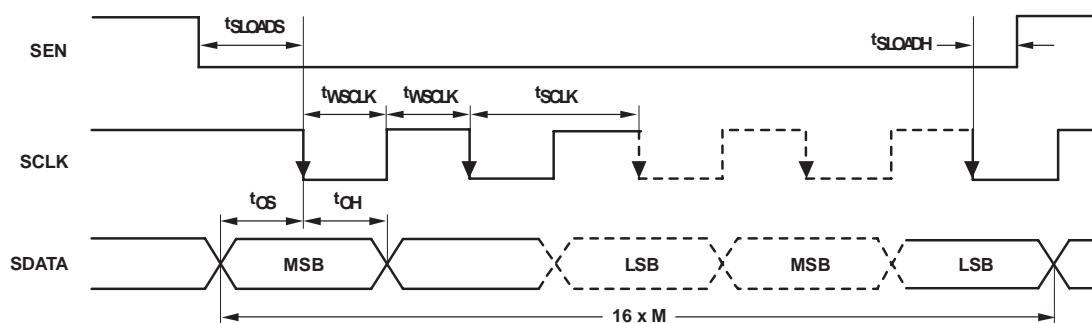 tSLOADS
SEN
tSLOADH
tWSCLK tWSCLK tSCLK
SCLK
tOS tOH
SDATA MSB LSB MSB LSB
16 x M